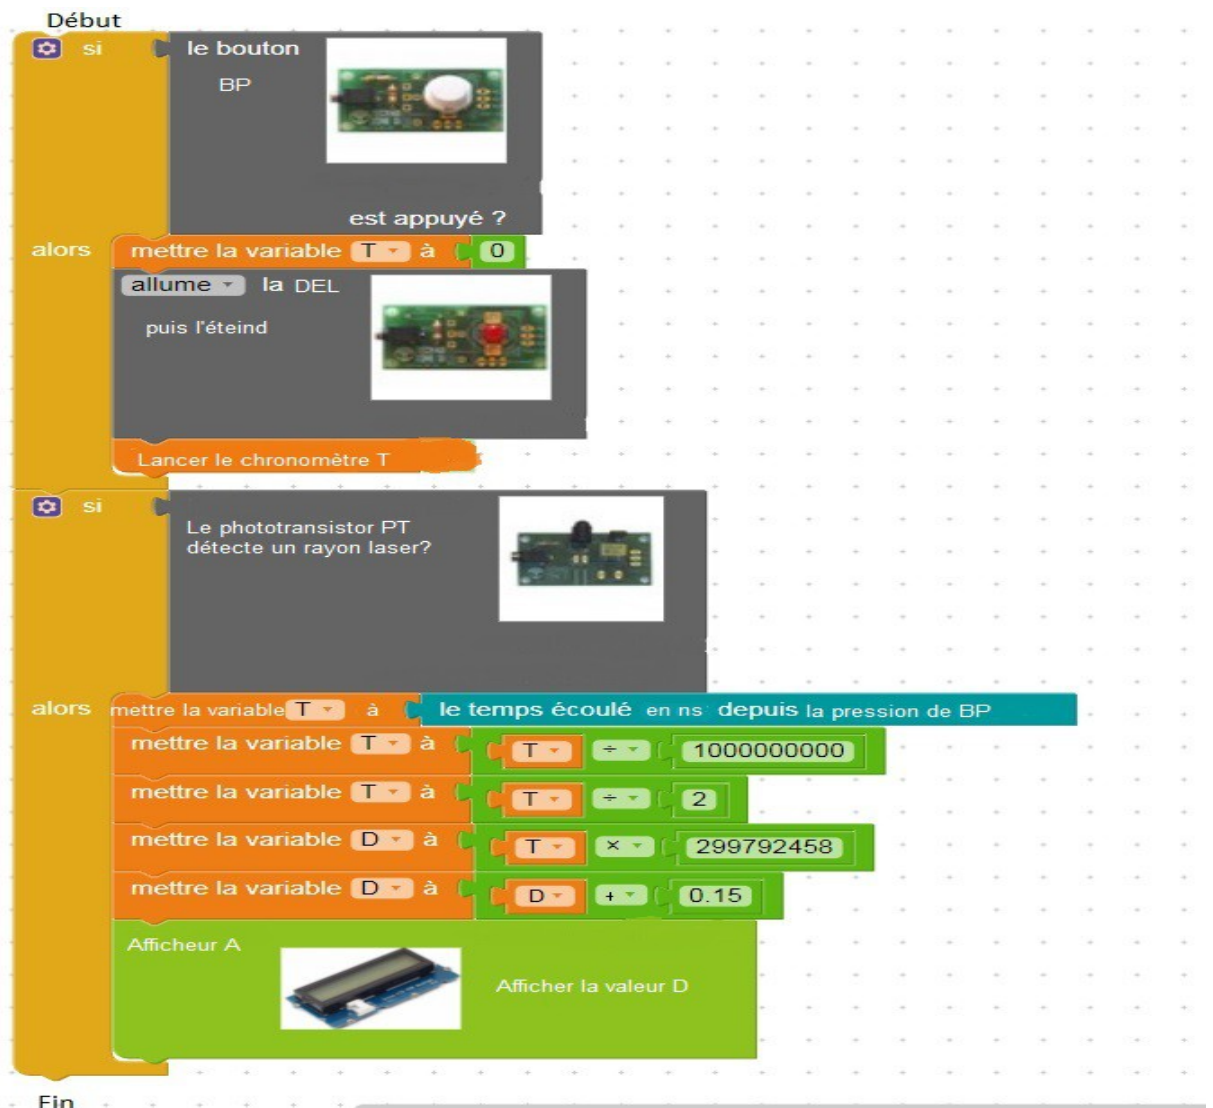 Début
si le bouton
BP
est appuyé ?
alors mettre la variable T à 0
allume la DEL
puis l'éteind
Lancer le chronomètre T
si
Le phototransistor PT
détecte un rayon laser?
alors mettre la variable T à le temps écoulé en ns depuis la pression de BP
mettre la variable T à T ÷ 1000000000
mettre la variable T à T ÷ 2
mettre la variable D à T × 299792458
mettre la variable D à D + 0.15
Afficheur A
Afficher la valeur D
Fin